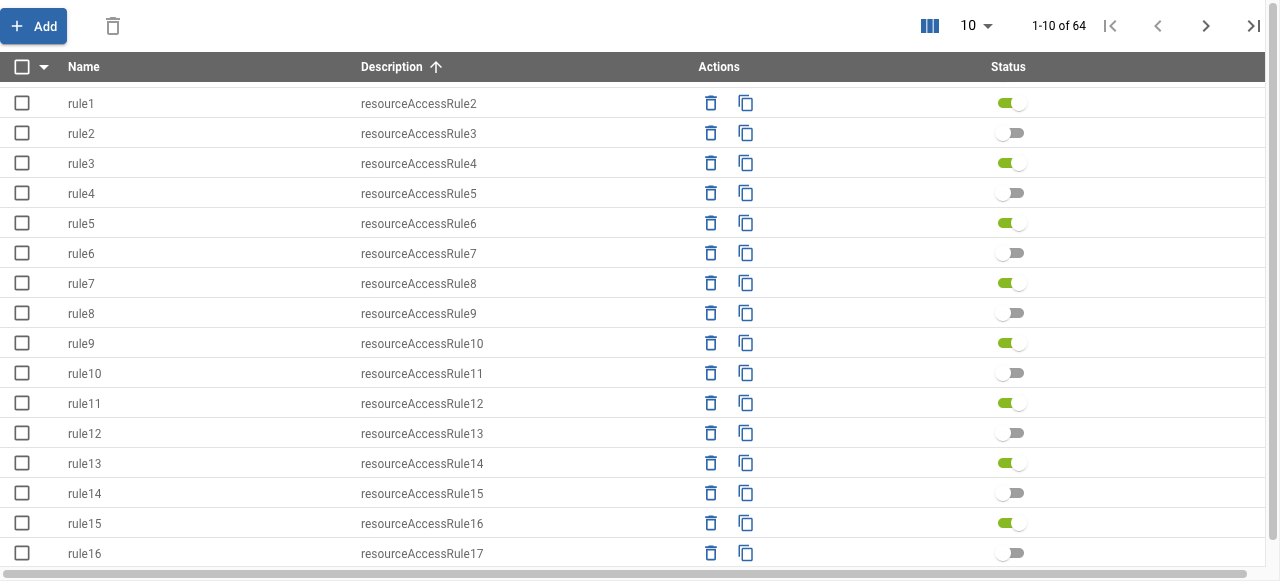 Add 10 1-10 of 64
Name Description Actions Status
rule1 resourceAccessRule2
rule2 resourceAccessRule3
rule3 resourceAccessRule4
rule4 resourceAccessRule5
rule5 resourceAccessRule6
rule6 resourceAccessRule7
rule7 resourceAccessRule8
rule8 resourceAccessRule9
rule9 resourceAccessRule10
rule10 resourceAccessRule11
rule11 resourceAccessRule12
rule12 resourceAccessRule13
rule13 resourceAccessRule14
rule14 resourceAccessRule15
rule15 resourceAccessRule16
rule16 resourceAccessRule17